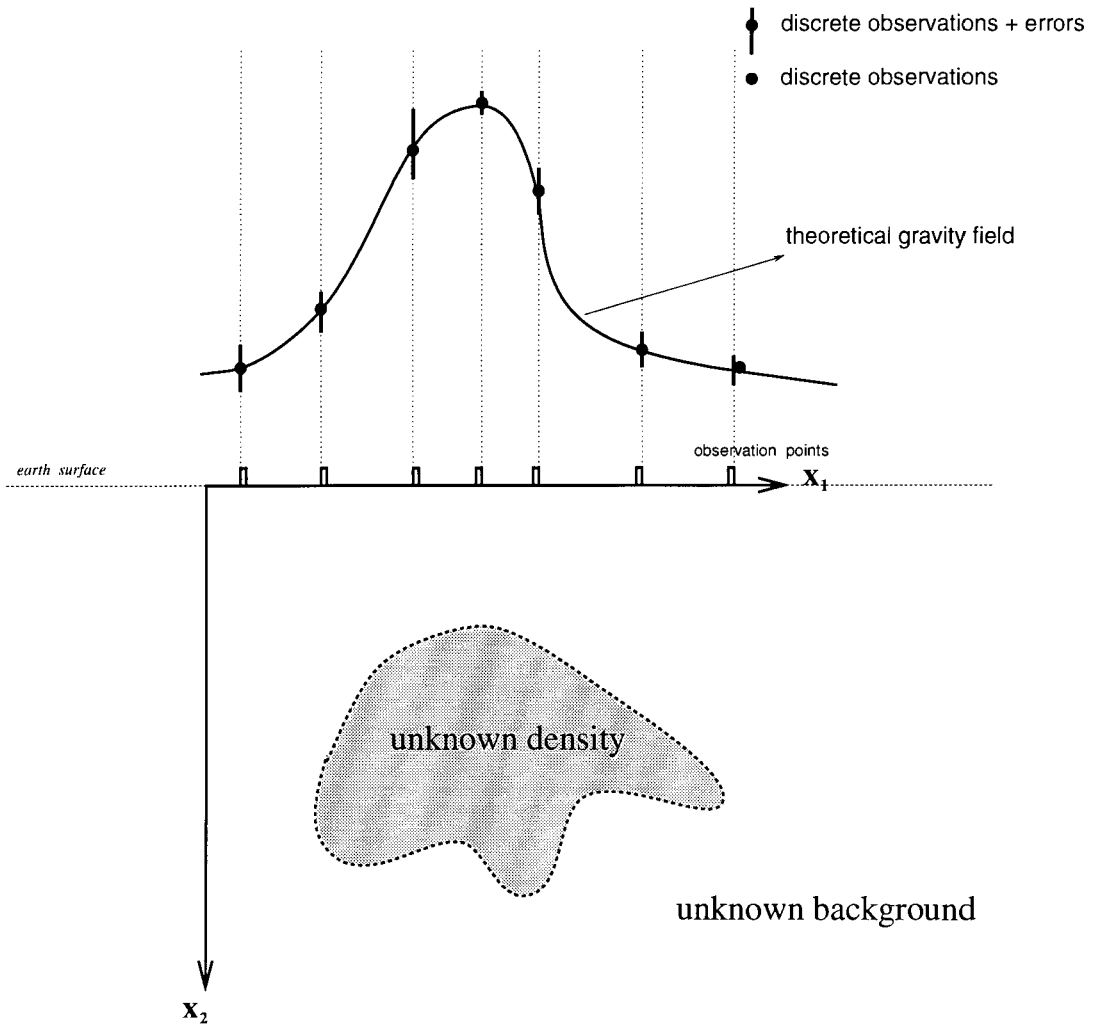 discrete observations + errors
discrete observations
theoretical gravity field
observation points
earth surface
x₁
unknown density
unknown background
x₂